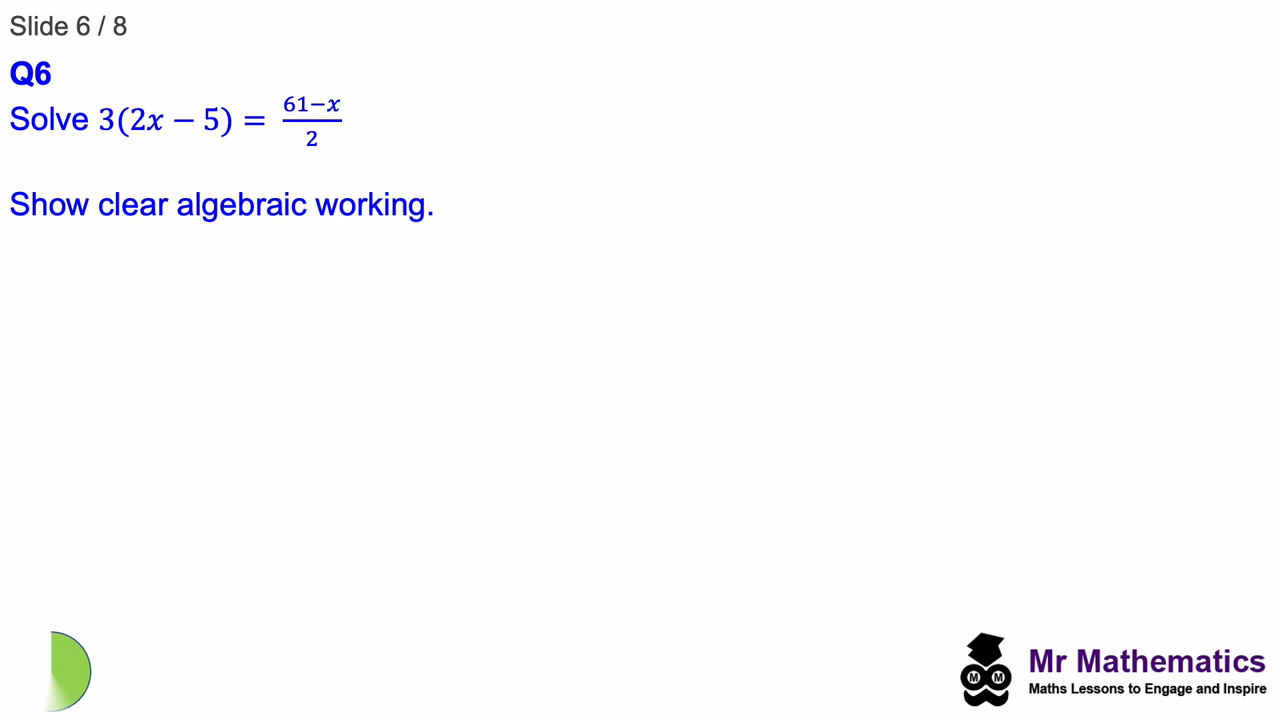 Slide 6 / 8
Q6
Solve 3(2x − 5) = \frac{61−x}{2}
Show clear algebraic working.
M M
Mr Mathematics
Maths Lessons to Engage and Inspire